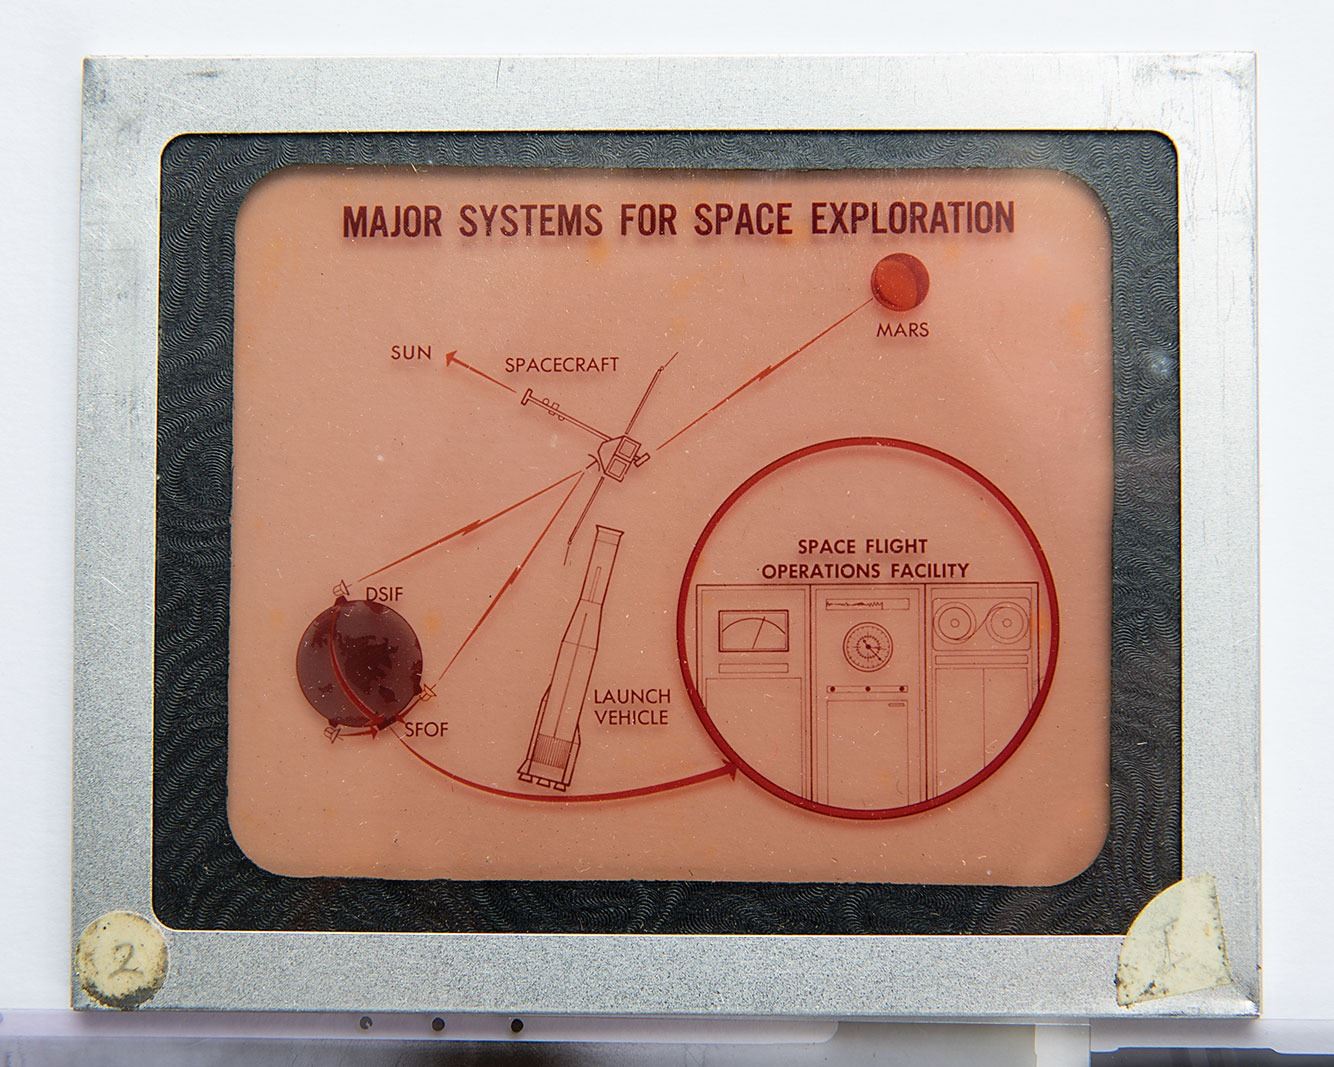 MAJOR SYSTEMS FOR SPACE EXPLORATION
MARS
SUN
SPACECRAFT
SPACE FLIGHT
OPERATIONS FACILITY
DSIF
LAUNCH
VEHICLE
SFOF
2
I